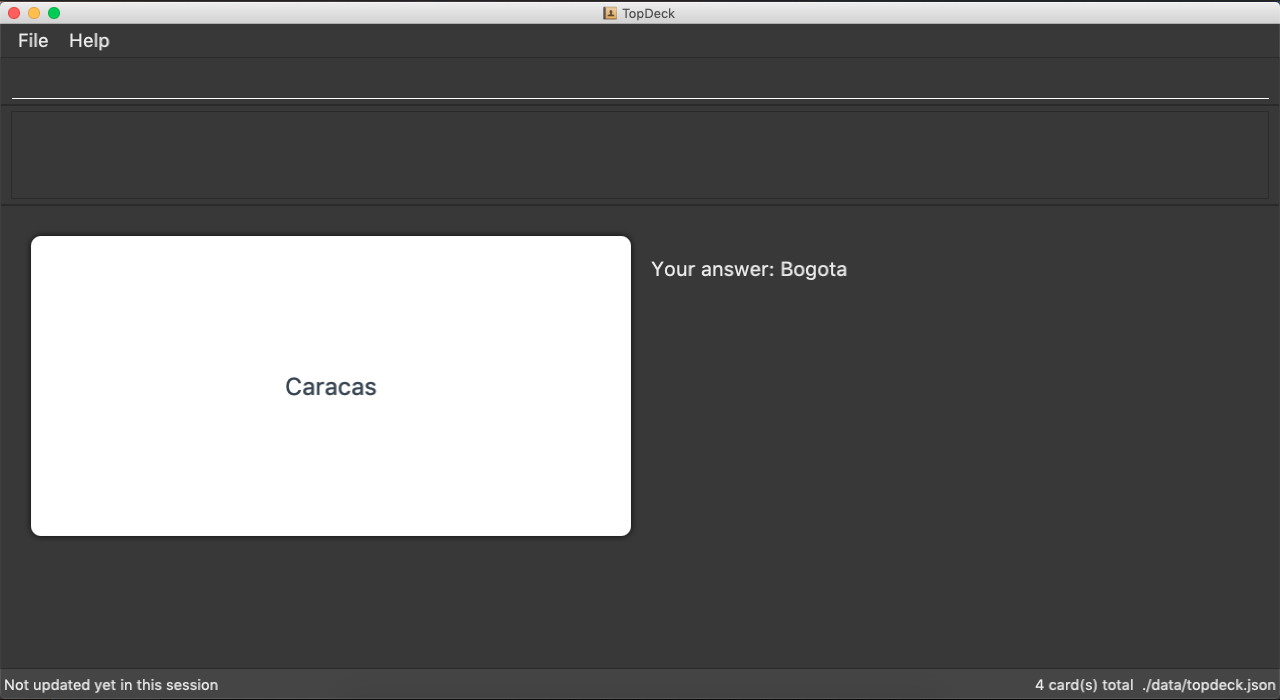 TopDeck
File Help
Your answer: Bogota
Caracas
Not updated yet in this session 4 card(s) total ./data/topdeck.json